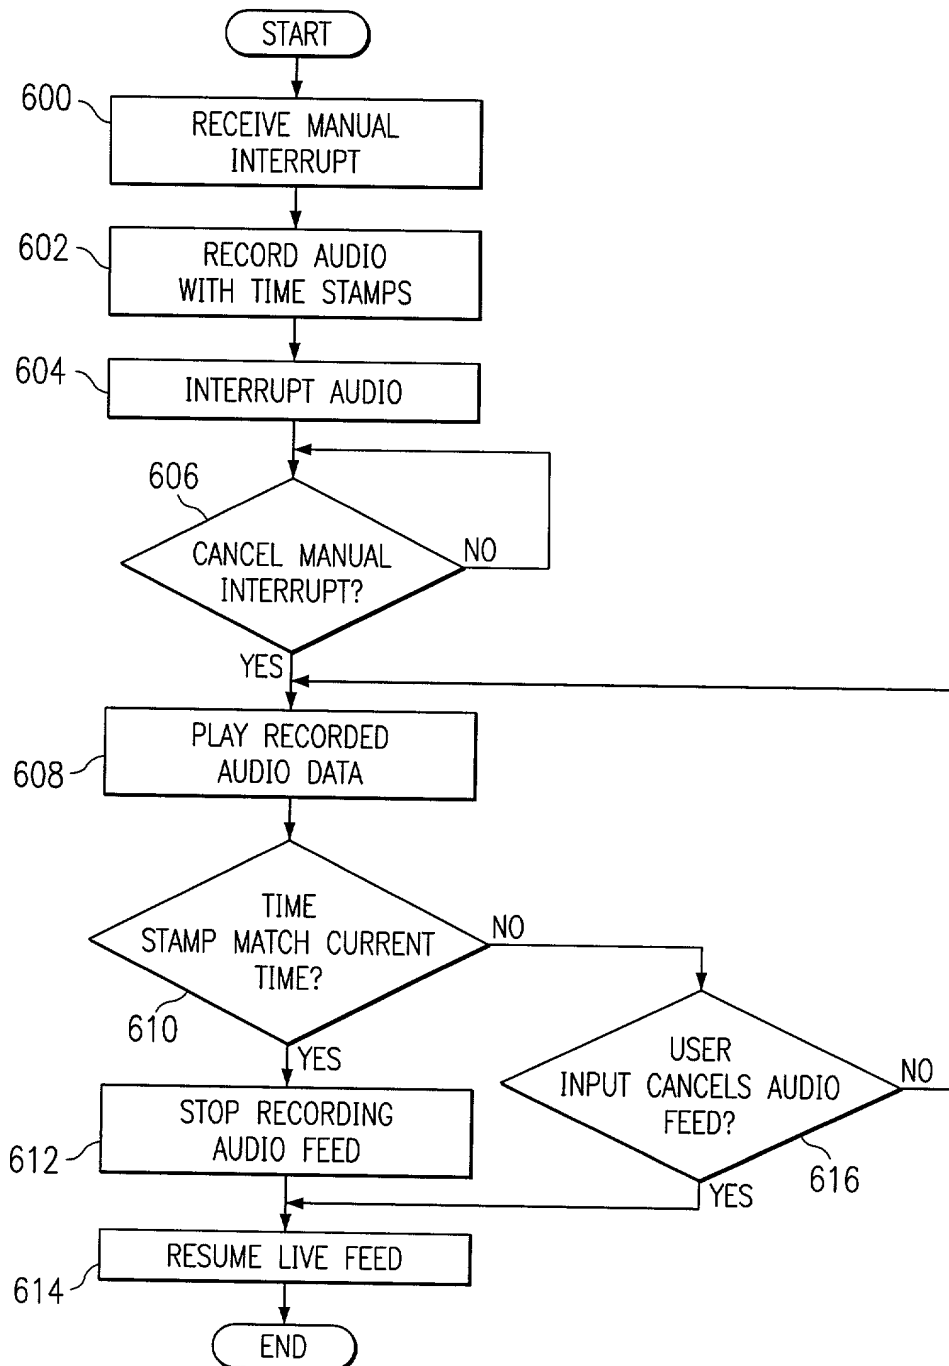 START
600
RECEIVE MANUAL
INTERRUPT
602
RECORD AUDIO
WITH TIME STAMPS
604
INTERRUPT AUDIO
606
CANCEL MANUAL
INTERRUPT?
NO
YES
PLAY RECORDED
AUDIO DATA
608
TIME
STAMP MATCH CURRENT
TIME?
NO
610
YES
USER
INPUT CANCELS AUDIO
FEED?
NO
616
YES
STOP RECORDING
AUDIO FEED
612
RESUME LIVE FEED
614
END